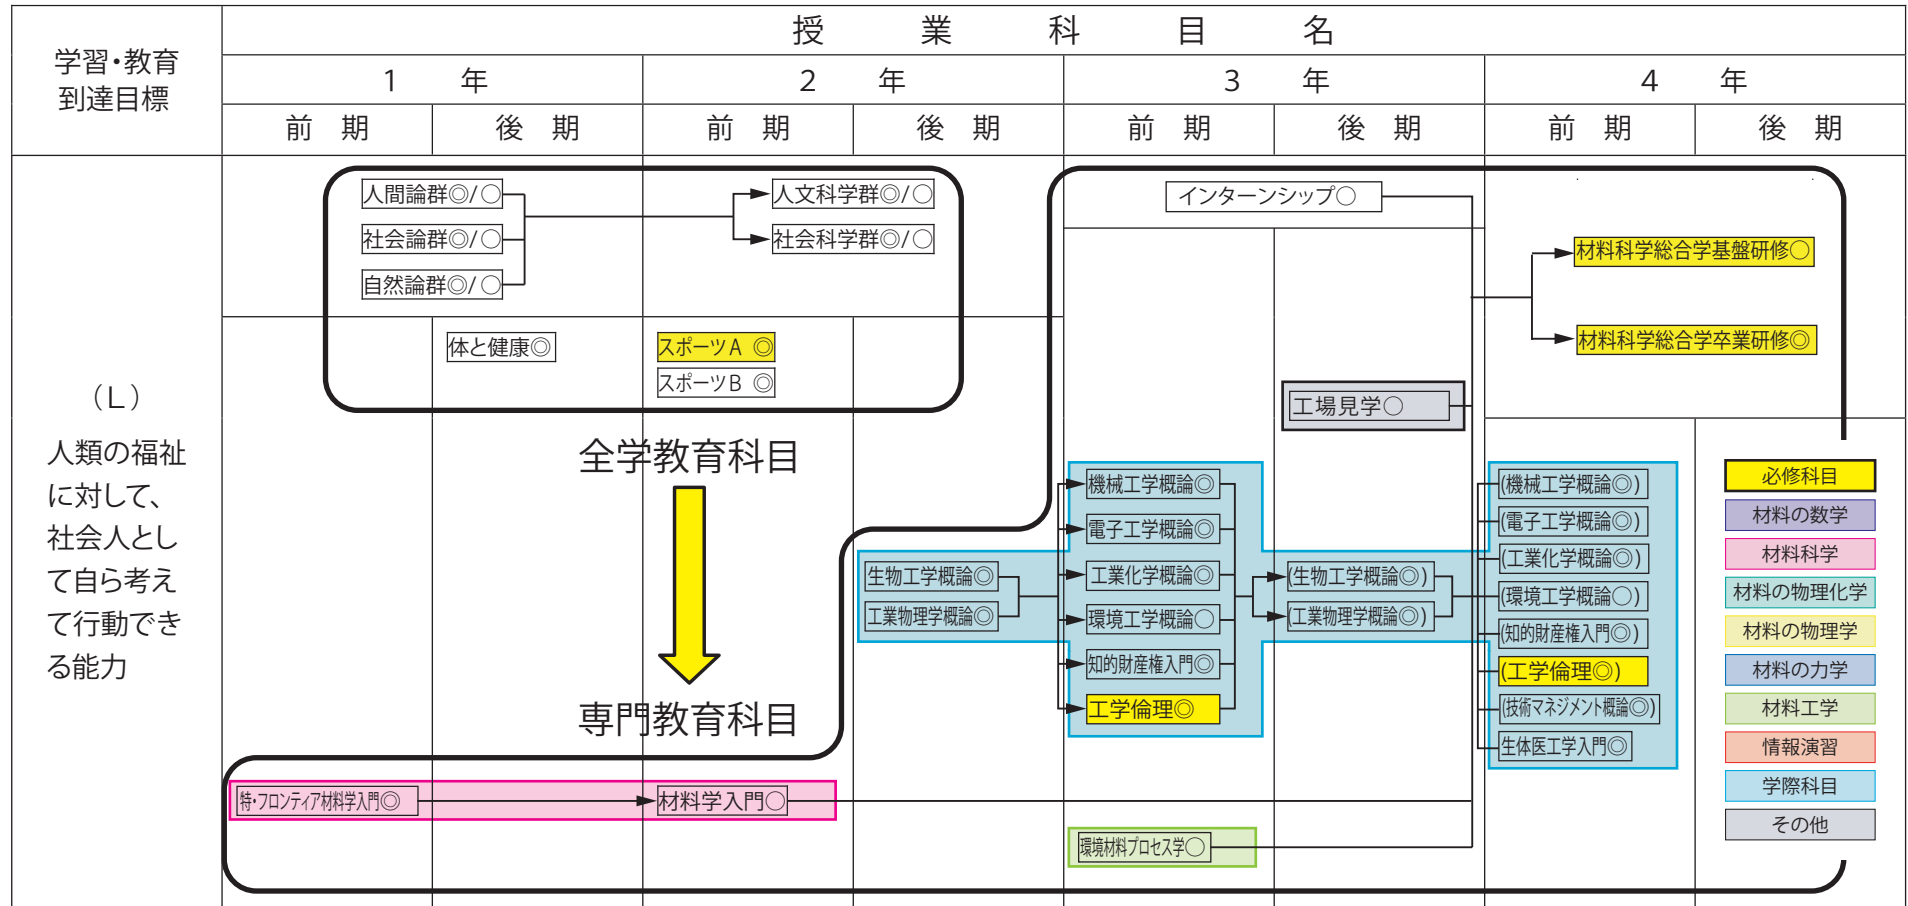 学習・教育
到達目標
授業科目名
1年
2年
3年
4年
前期
後期
前期
後期
前期
後期
前期
後期
(L)
人類の福祉
に対して、
社会人とし
て自ら考え
て行動でき
る能力
人間論群◎/○
社会論群◎/○
自然論群◎/○
人文科学群◎/○
社会科学群◎/○
体と健康◎
スポーツA ◎
スポーツB ◎
全学教育科目
専門教育科目
インターンシップ○
材料科学総合学基盤研修○
材料科学総合学卒業研修◎
工場見学○
生物工学概論◎
工業物理学概論◎
機械工学概論◎
電子工学概論◎
工業化学概論◎
環境工学概論○
知的財産権入門◎
工学倫理◎
(生物工学概論◎)
(工業物理学概論◎)
(機械工学概論◎)
(電子工学概論◎)
(工業化学概論◎)
(環境工学概論○)
(知的財産権入門◎)
(工学倫理◎)
(技術マネジメント概論◎)
生体医工学入門◎
特・フロンティア材料学入門◎
材料学入門○
環境材料プロセス学○
必修科目
材料の数学
材料科学
材料の物理化学
材料の物理学
材料の力学
材料工学
情報演習
学際科目
その他